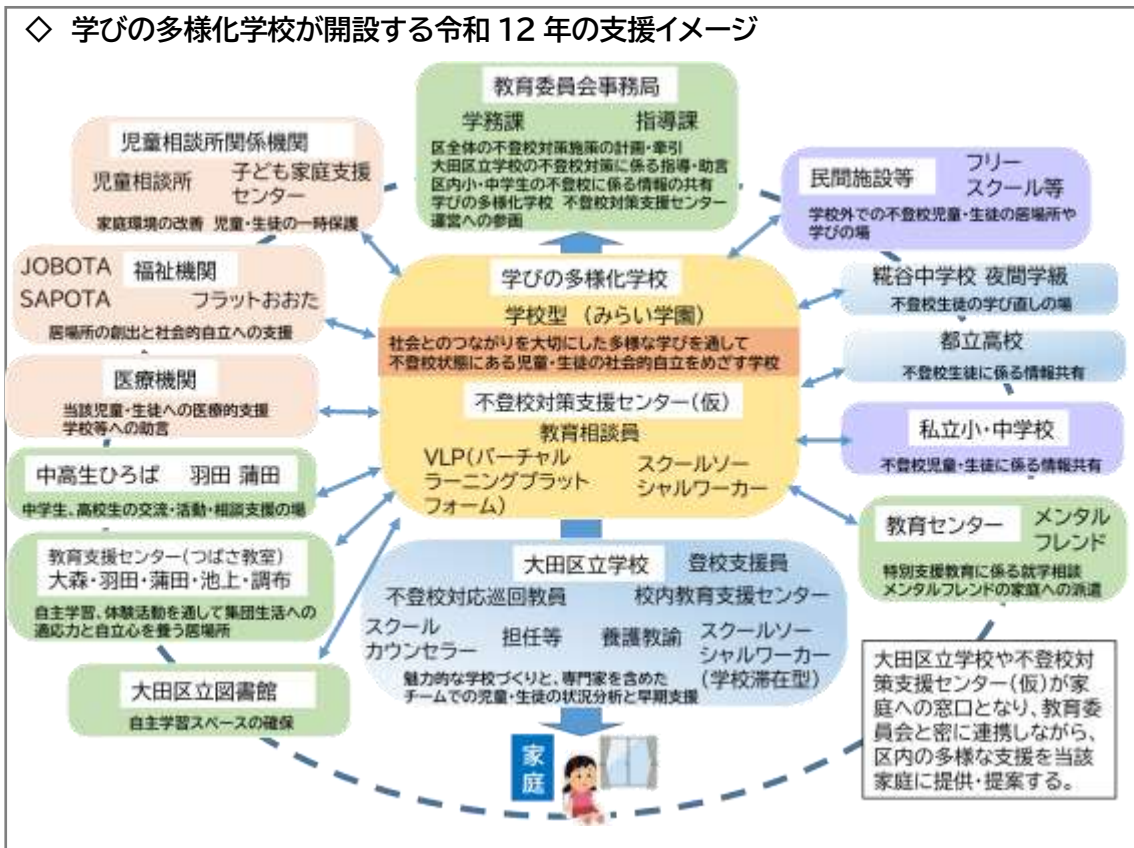 ◇ 学びの多様化学校が開設する令和12年の支援イメージ
教育委員会事務局
学務課 指導課
区全体の不登校対策施策の計画・牽引
大田区立学校の不登校対策に係る指導・助言
区内小・中学生の不登校に係る情報の共有
学びの多様化学校 不登校対策支援センター
運営への参画
児童相談所関係機関
児童相談所
子ども家庭支援
センター
家庭環境の改善 児童・生徒の一時保護
福祉機関
JOBOTA
SAPOTA
フラットおおた
居場所の創出と社会的自立への支援
医療機関
当該児童・生徒への医療的支援
学校等への助言
中高生ひろば 羽田 蒲田
中学生、高校生の交流・活動・相談支援の場
教育支援センター(つばさ教室)
大森・羽田・蒲田・池上・調布
自主学習、体験活動を通して集団生活への
適応力と自立心を養う居場所
大田区立図書館
自主学習スペースの確保
学びの多様化学校
学校型 (みらい学園)
社会とのつながりを大切にした多様な学びを通して
不登校状態にある児童・生徒の社会的自立をめざす学校
不登校対策支援センター(仮)
教育相談員
VLP(バーチャル
ラーニングプラット
フォーム)
スクールソー
シャルワーカー
民間施設等
フリー
スクール等
学校外での不登校児童・生徒の居場所や
学びの場
糀谷中学校 夜間学級
不登校生徒の学び直しの場
都立高校
不登校生徒に係る情報共有
私立小・中学校
不登校児童・生徒に係る情報共有
教育センター
メンタル
フレンド
特別支援教育に係る就学相談
メンタルフレンドの家庭への派遣
大田区立学校
登校支援員
不登校対応巡回教員
校内教育支援センター
スクール
カウンセラー
担任等
養護教諭
スクールソー
シャルワーカー
(学校滞在型)
魅力的な学校づくりと、専門家を含めた
チームでの児童・生徒の状況分析と早期支援
家庭
大田区立学校や不登校対
策支援センター(仮)が家
庭への窓口となり、教育委
員会と密に連携しながら、
区内の多様な支援を当該
家庭に提供・提案する。